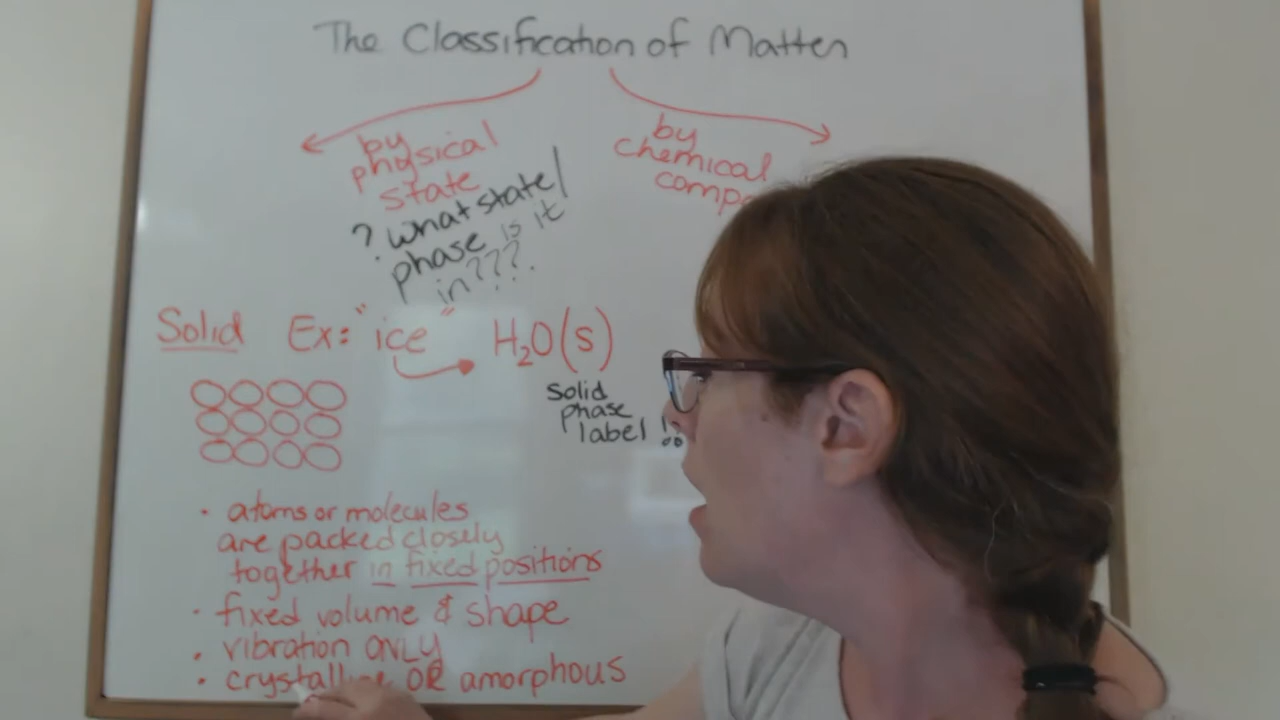 The Classification of Matter
by
physical
state
? what state/
phase is it
in???.
by
chemical
Solid Ex: "ice" H₂O(s)
solid
phase
label !!
• atoms or molecules
are packed closely
together in fixed positions
• fixed volume & shape
• vibration ONLY
• crystalline OR amorphous